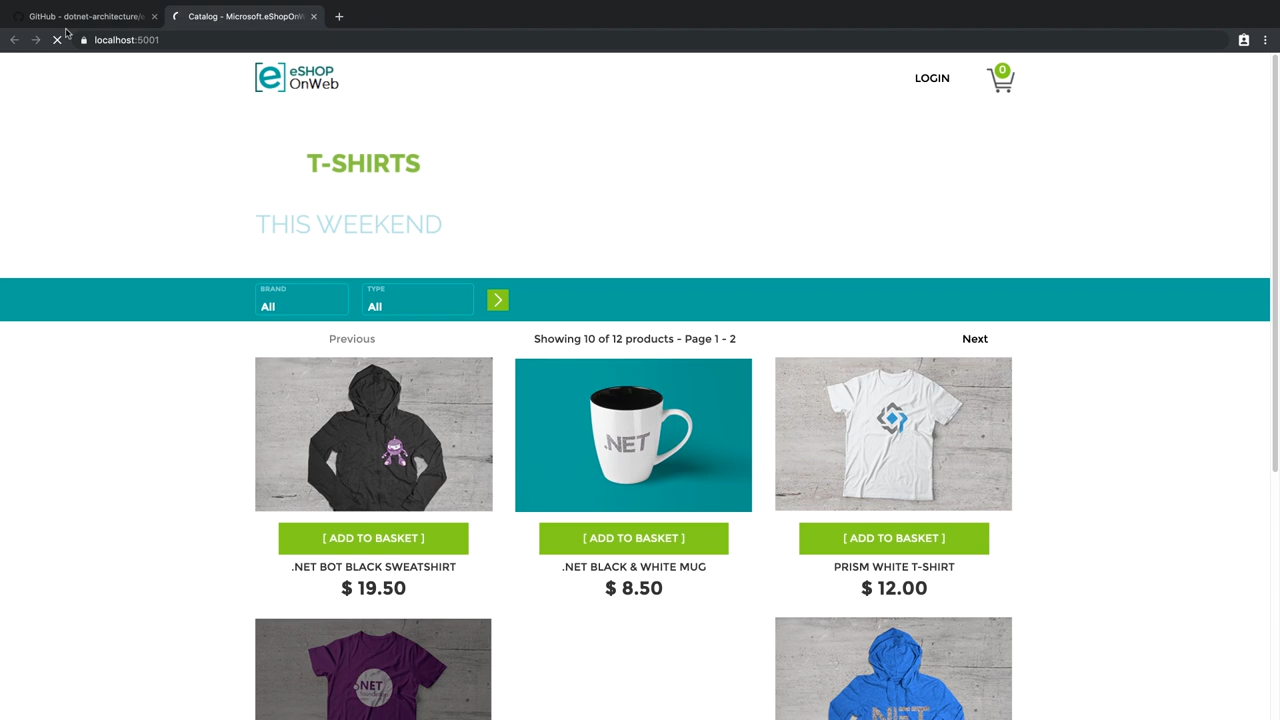 GitHub - dotnet-architecture/e
Catalog - Microsoft.eShopOnW
localhost:5001
e eSHOP
OnWeb
LOGIN
0
T-SHIRTS
THIS WEEKEND
BRAND
All
TYPE
All
Previous
Showing 10 of 12 products - Page 1 - 2
Next
.NET
[ ADD TO BASKET ]
[ ADD TO BASKET ]
[ ADD TO BASKET ]
.NET BOT BLACK SWEATSHIRT
.NET BLACK & WHITE MUG
PRISM WHITE T-SHIRT
$ 19.50
$ 8.50
$ 12.00
.NET
.NET